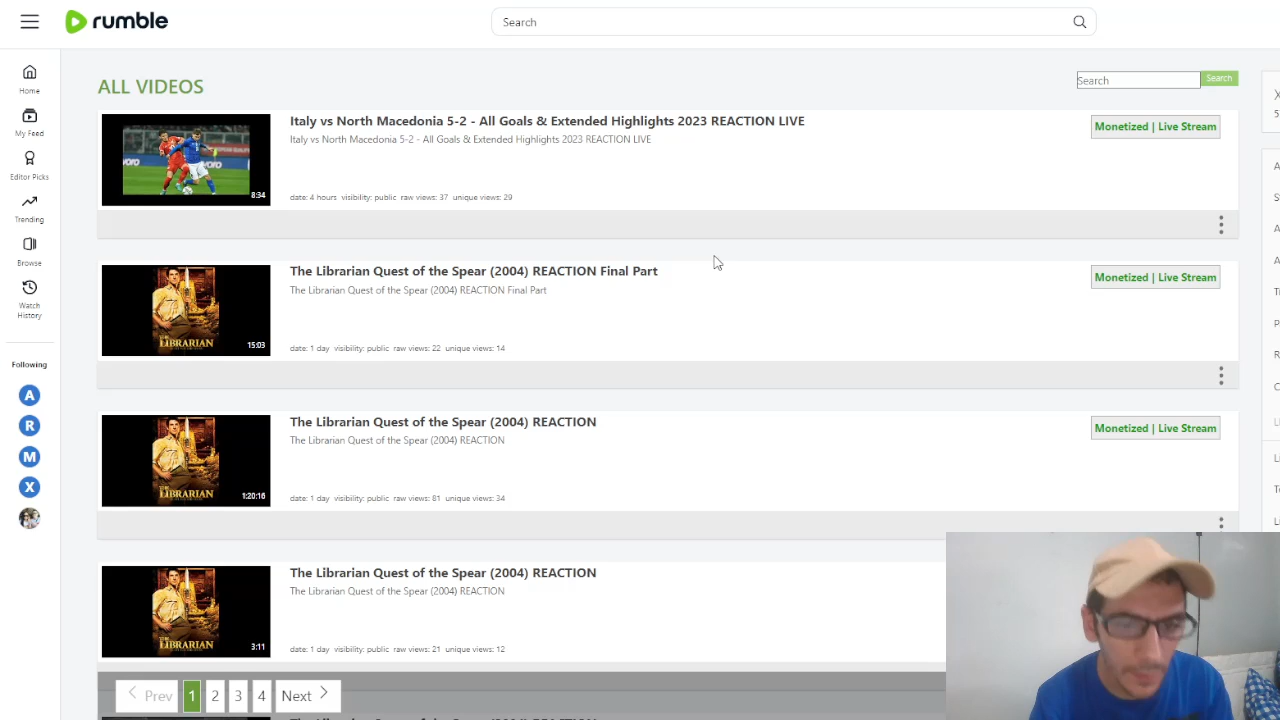 rumble
Search
Home
My Feed
Editor Picks
Trending
Browse
Watch
History
Following
A
R
M
X
ALL VIDEOS
Search
Search
8:34
Italy vs North Macedonia 5-2 - All Goals & Extended Highlights 2023 REACTION LIVE
Italy vs North Macedonia 5-2 - All Goals & Extended Highlights 2023 REACTION LIVE
date: 4 hours visibility: public raw views: 37 unique views: 29
Monetized | Live Stream
THE LIBRARIAN
15:03
The Librarian Quest of the Spear (2004) REACTION Final Part
The Librarian Quest of the Spear (2004) REACTION Final Part
date: 1 day visibility: public raw views: 22 unique views: 14
Monetized | Live Stream
THE LIBRARIAN
1:20:16
The Librarian Quest of the Spear (2004) REACTION
The Librarian Quest of the Spear (2004) REACTION
date: 1 day visibility: public raw views: 81 unique views: 34
Monetized | Live Stream
THE LIBRARIAN
3:11
The Librarian Quest of the Spear (2004) REACTION
The Librarian Quest of the Spear (2004) REACTION
date: 1 day visibility: public raw views: 21 unique views: 12
Prev 1 2 3 4 Next